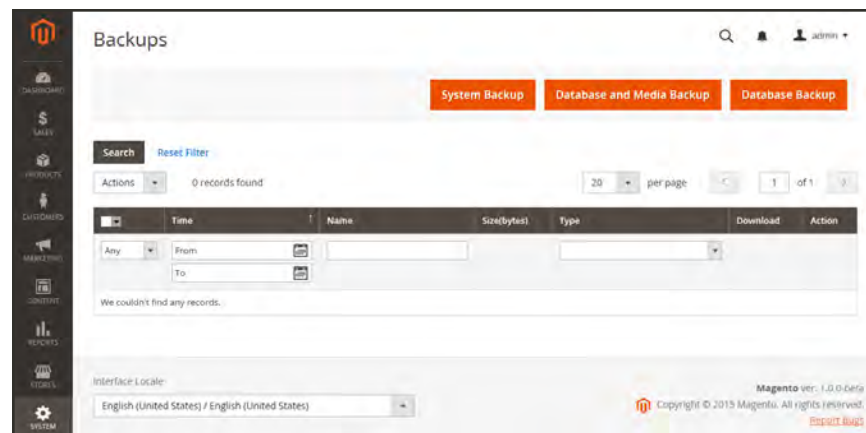 Backups
admin
System Backup
Database and Media Backup
Database Backup
DASHBOARD
SALES
PRODUCTS
CUSTOMERS
MARKETING
CONTENT
REPORTS
STORES
SYSTEM
Search
Reset Filter
Actions
0 records found
20
per page
1
of 1
Time
Name
Size(bytes)
Type
Download
Action
Any
From
To
We couldn't find any records.
Interface Locale
English (United States) / English (United States)
Magento ver. 1.0.0-beta
Copyright © 2015 Magento. All rights reserved.
Report Bugs